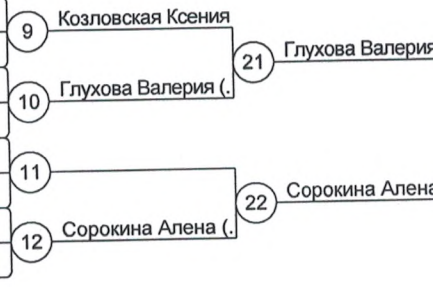 9 Козловская Ксения
21 Глухова Валерия
10 Глухова Валерия (.
11
22 Сорокина Алена
12 Сорокина Алена (.